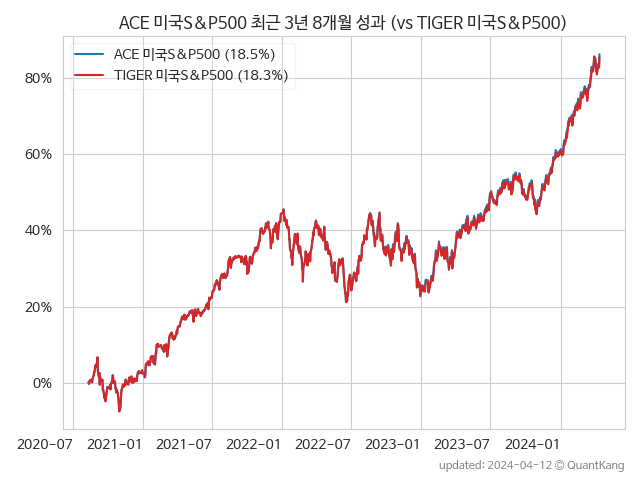 ACE 미국S&P500 최근 3년 8개월 성과 (vs TIGER 미국S&P500)
ACE 미국S&P500 (18.5%)
TIGER 미국S&P500 (18.3%)
80%
60%
40%
20%
0%
2020-07 2021-01 2021-07 2022-01 2022-07 2023-01 2023-07 2024-01
updated: 2024-04-12 © QuantKang